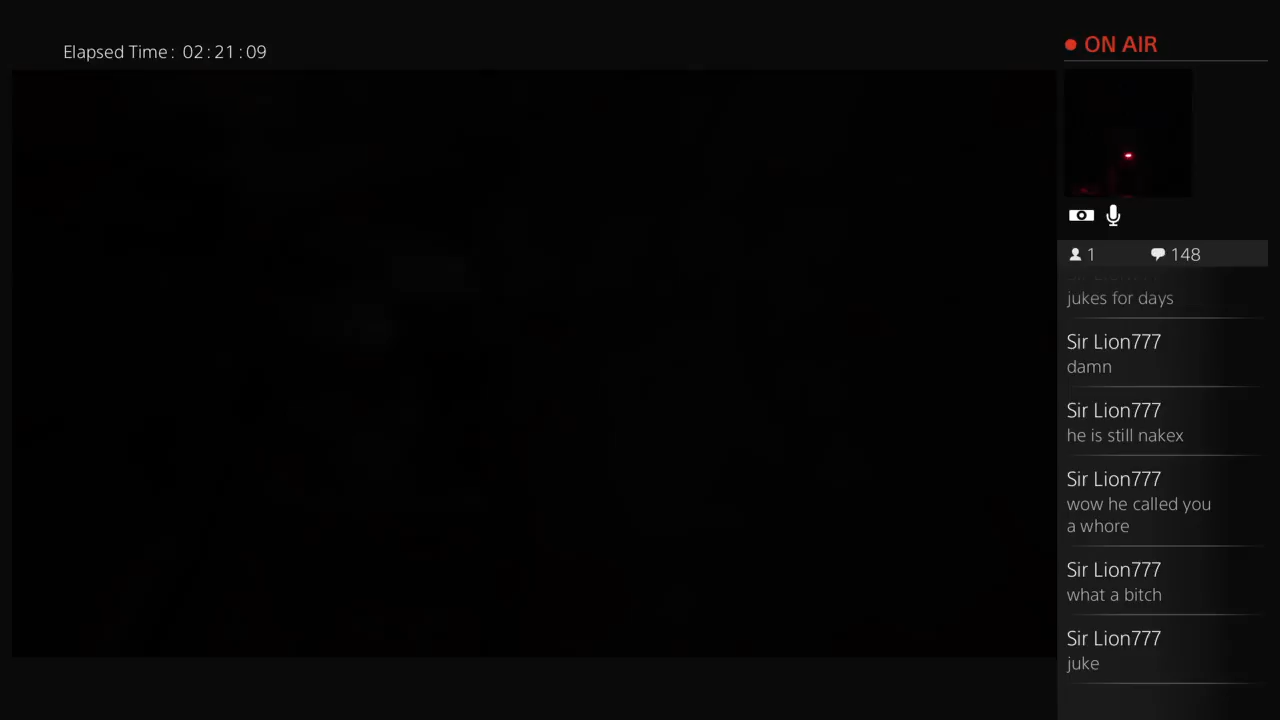 Elapsed Time: 02:21:09
ON AIR
1 148
jukes for days
Sir Lion777
damn
Sir Lion777
he is still nakex
Sir Lion777
wow he called you
a whore
Sir Lion777
what a bitch
Sir Lion777
juke